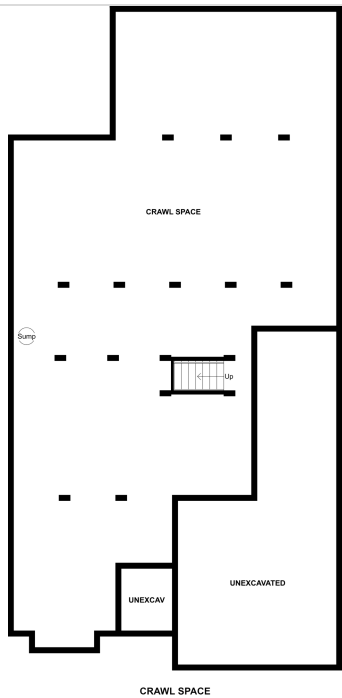 CRAWL SPACE
Sump
Up
UNEXCAVATED
UNEXCAV
CRAWL SPACE